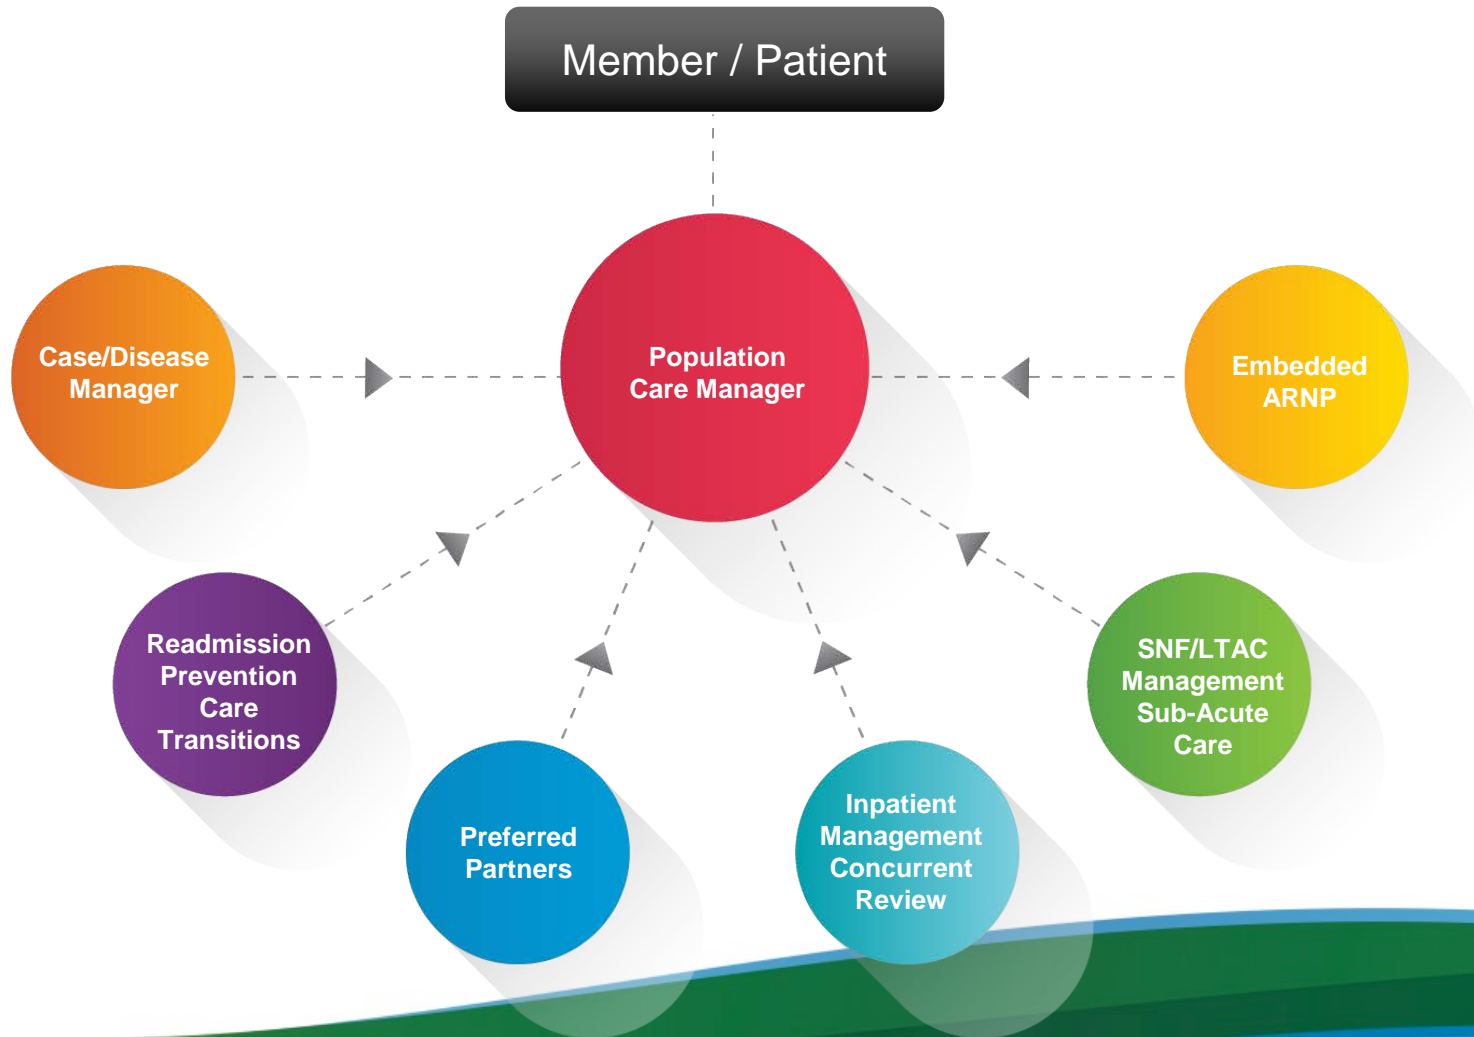 Member / Patient
Case/Disease
Manager
Population
Care Manager
Embedded
ARNP
Readmission
Prevention
Care
Transitions
SNF/LTAC
Management
Sub-Acute
Care
Preferred
Partners
Inpatient
Management
Concurrent
Review